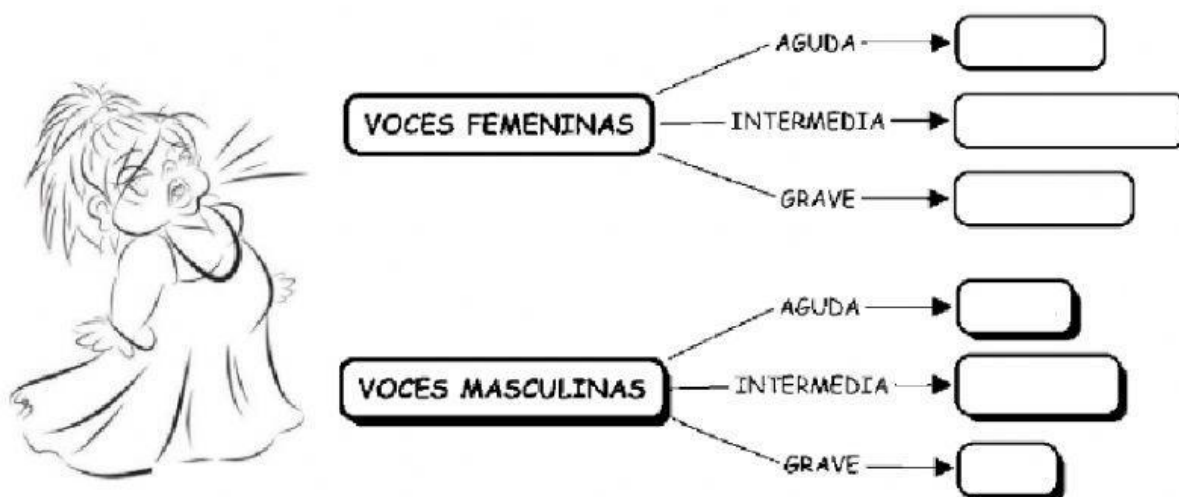 AGUDA
VOCES FEMENINAS
INTERMEDIA
GRAVE
AGUDA
VOCES MASCULINAS
INTERMEDIA
GRAVE